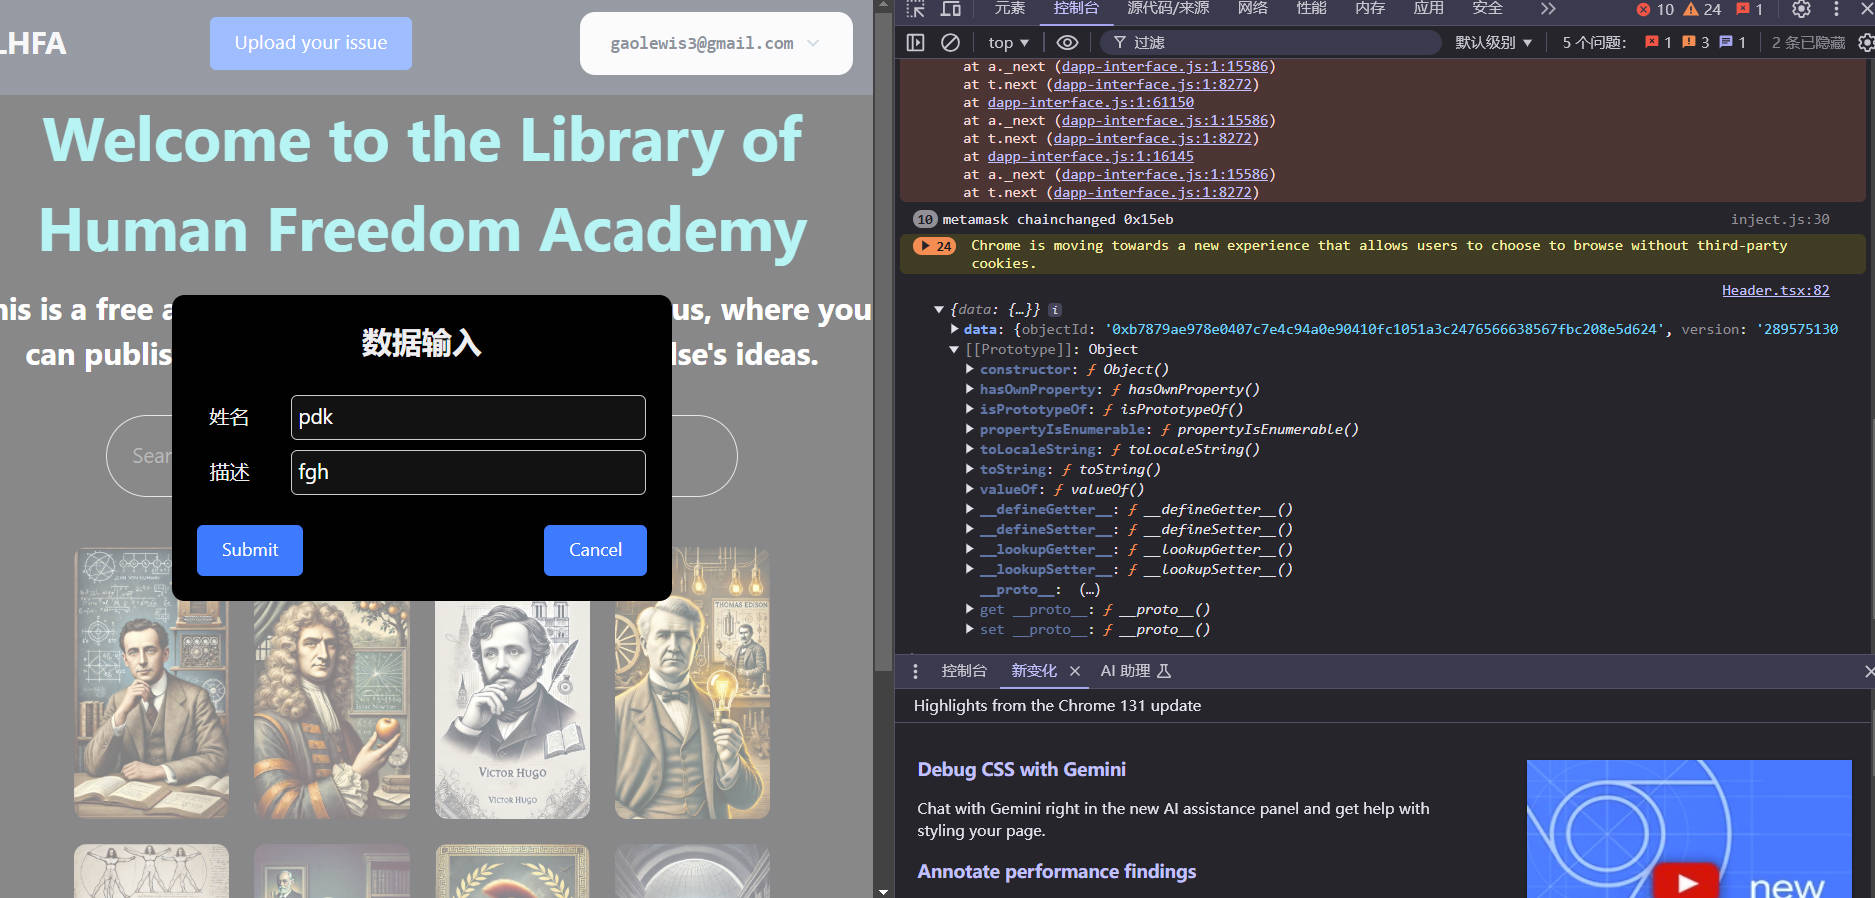 LHFA
Upload your issue
gaolewis3@gmail.com
Welcome to the Library of
Human Freedom Academy
his is a free a
us, where you
can publis
lse's ideas.
Sear
数据输入
姓名
pdk
描述
fgh
Submit
Cancel
VICTOR HUGO
VICTOR HUGO
THOMAS EDISON
元素
控制台
源代码/来源
网络
性能
内存
应用
安全
10
24
1
top
过滤
默认级别
5 个问题:
1
3
1
2 条已隐藏
at a._next (dapp-interface.js:1:15586)
at t.next (dapp-interface.js:1:8272)
at dapp-interface.js:1:61150
at a._next (dapp-interface.js:1:15586)
at t.next (dapp-interface.js:1:8272)
at dapp-interface.js:1:16145
at a._next (dapp-interface.js:1:15586)
at t.next (dapp-interface.js:1:8272)
10 metamask chainchanged 0x15eb
inject.js:30
24 Chrome is moving towards a new experience that allows users to choose to browse without third-party
cookies.
Header.tsx:82
{data: {…}} i
data: {objectId: '0xb7879ae978e0407c7e4c94a0e90410fc1051a3c2476566638567fbc208e5d624', version: '289575130
[[Prototype]]: Object
constructor: ƒ Object()
hasOwnProperty: ƒ hasOwnProperty()
isPrototypeOf: ƒ isPrototypeOf()
propertyIsEnumerable: ƒ propertyIsEnumerable()
toLocaleString: ƒ toLocaleString()
toString: ƒ toString()
valueOf: ƒ valueOf()
__defineGetter__: ƒ __defineGetter__()
__defineSetter__: ƒ __defineSetter__()
__lookupGetter__: ƒ __lookupGetter__()
__lookupSetter__: ƒ __lookupSetter__()
__proto__: (…)
get __proto__: ƒ __proto__()
set __proto__: ƒ __proto__()
控制台
新变化
AI 助理
Highlights from the Chrome 131 update
Debug CSS with Gemini
Chat with Gemini right in the new AI assistance panel and get help with
styling your page.
Annotate performance findings
new